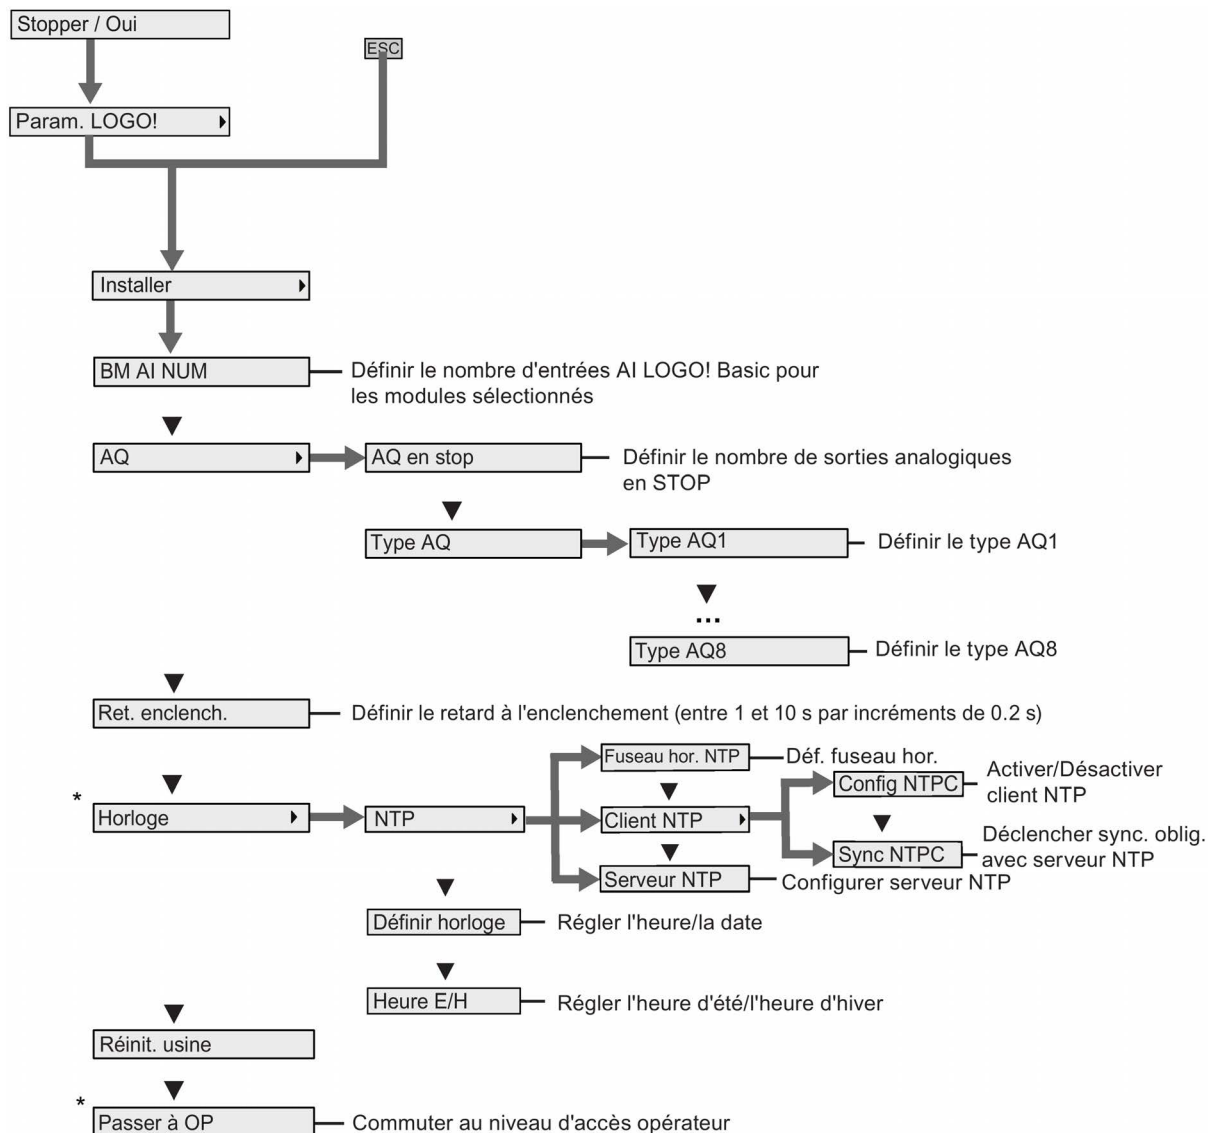 Stopper / Oui
ESC
Param. LOGO!
Installer
BM AI NUM
Définir le nombre d'entrées AI LOGO! Basic pour
les modules sélectionnés
AQ
AQ en stop
Définir le nombre de sorties analogiques
en STOP
Type AQ
Type AQ1
Définir le type AQ1
...
Type AQ8
Définir le type AQ8
Ret. enclench.
Définir le retard à l'enclenchement (entre 1 et 10 s par incréments de 0.2 s)
*
Horloge
NTP
Fuseau hor. NTP
Déf. fuseau hor.
Client NTP
Config NTPC
Activer/Désactiver
client NTP
Sync NTPC
Déclencher sync. oblig.
avec serveur NTP
Serveur NTP
Configurer serveur NTP
Définir horloge
Régler l'heure/la date
Heure E/H
Régler l'heure d'été/l'heure d'hiver
Réinit. usine
*
Passer à OP
Commuter au niveau d'accès opérateur